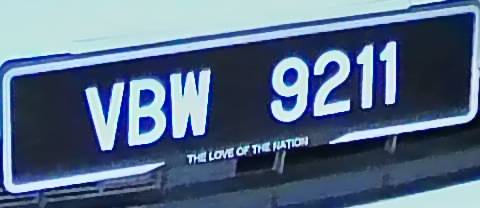 VBW 9211
THE LOVE OF THE NATION